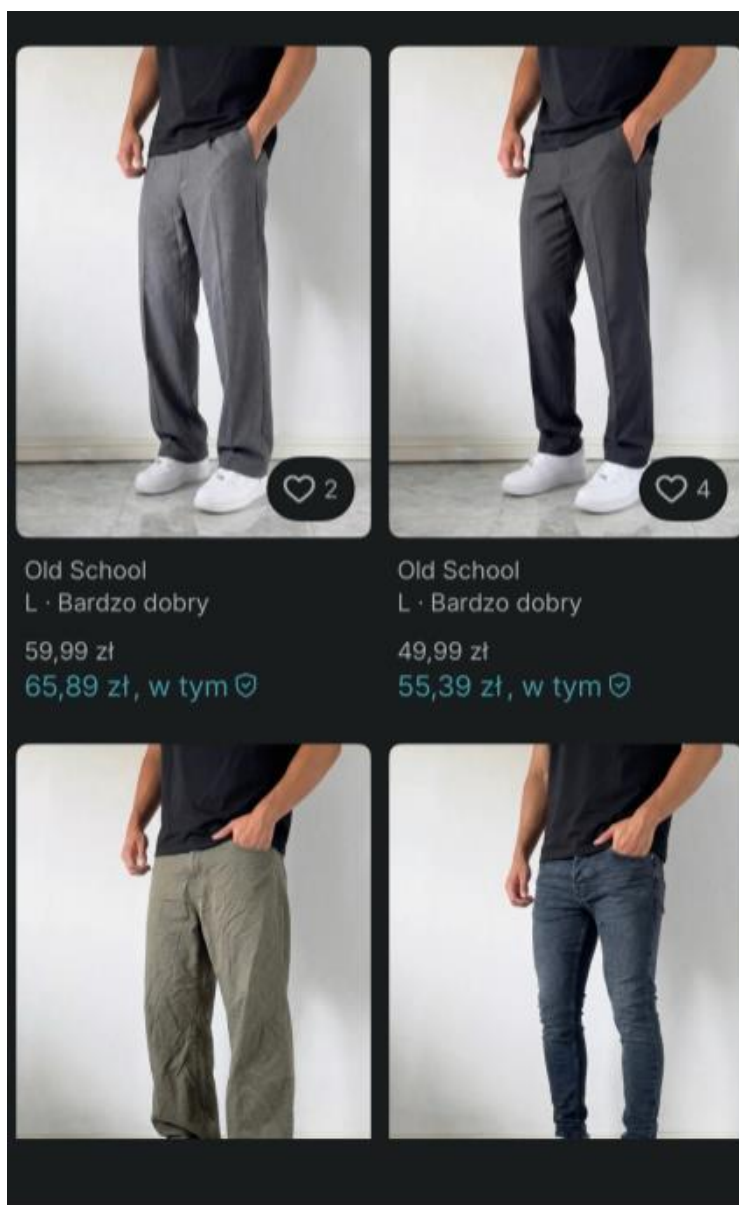 2
4
Old School
L · Bardzo dobry
59,99 zł
65,89 zł, w tym
Old School
L · Bardzo dobry
49,99 zł
55,39 zł, w tym